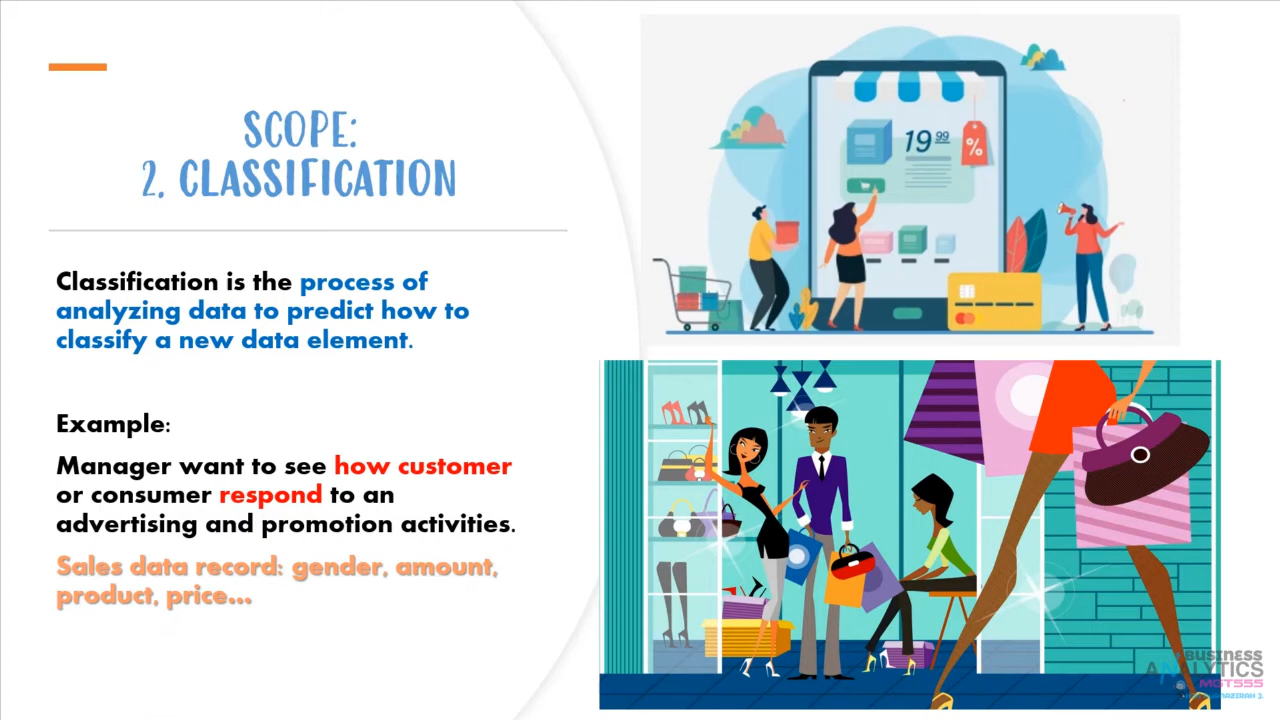 SCOPE:
2. CLASSIFICATION
Classification is the process of
analyzing data to predict how to
classify a new data element.
Example:
Manager want to see how customer
or consumer respond to an
advertising and promotion activities.
Sales data record: gender, amount,
product, price...
19 99
%
BUSINESS
ANALYTICS
MGT555